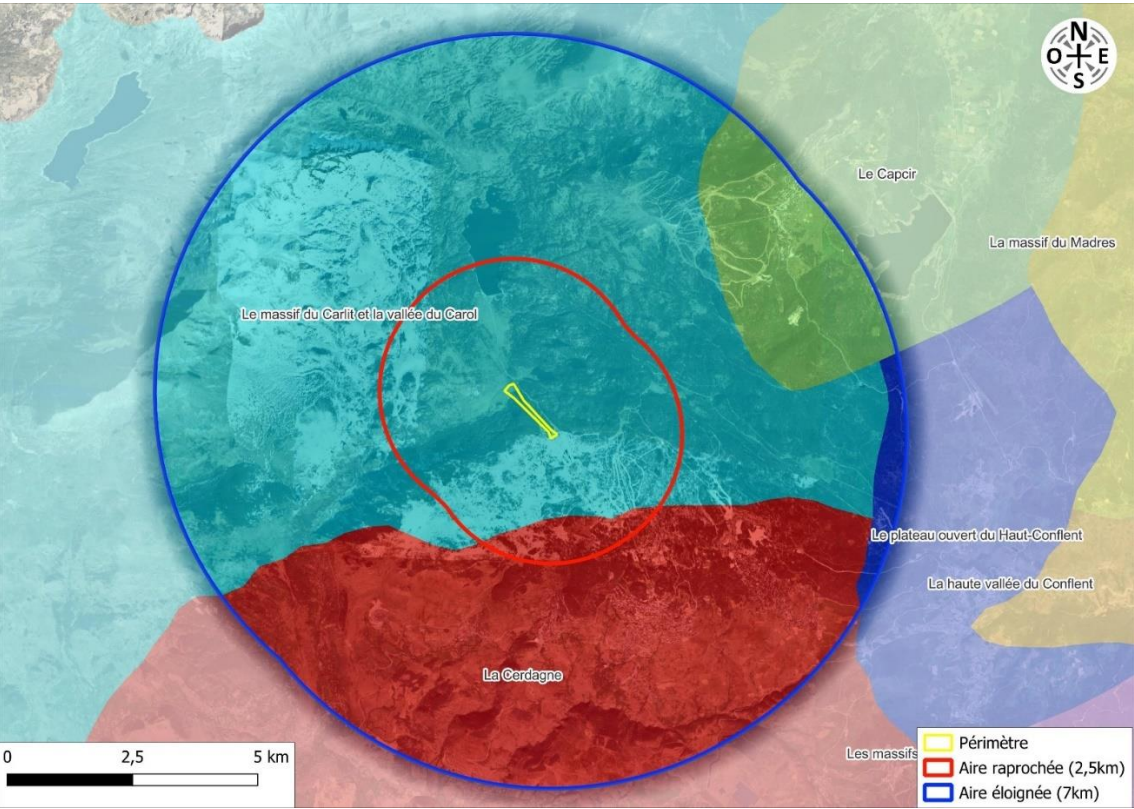 N
O E
S
Le Capcir
La massif du Madres
Le massif du Carlit et la vallée du Carol
Le plateau ouvert du Haut-Conflent
La haute vallée du Conflent
La Cerdagne
Les massifs
0 2,5 5 km
Périmètre
Aire raprochée (2,5km)
Aire éloignée (7km)